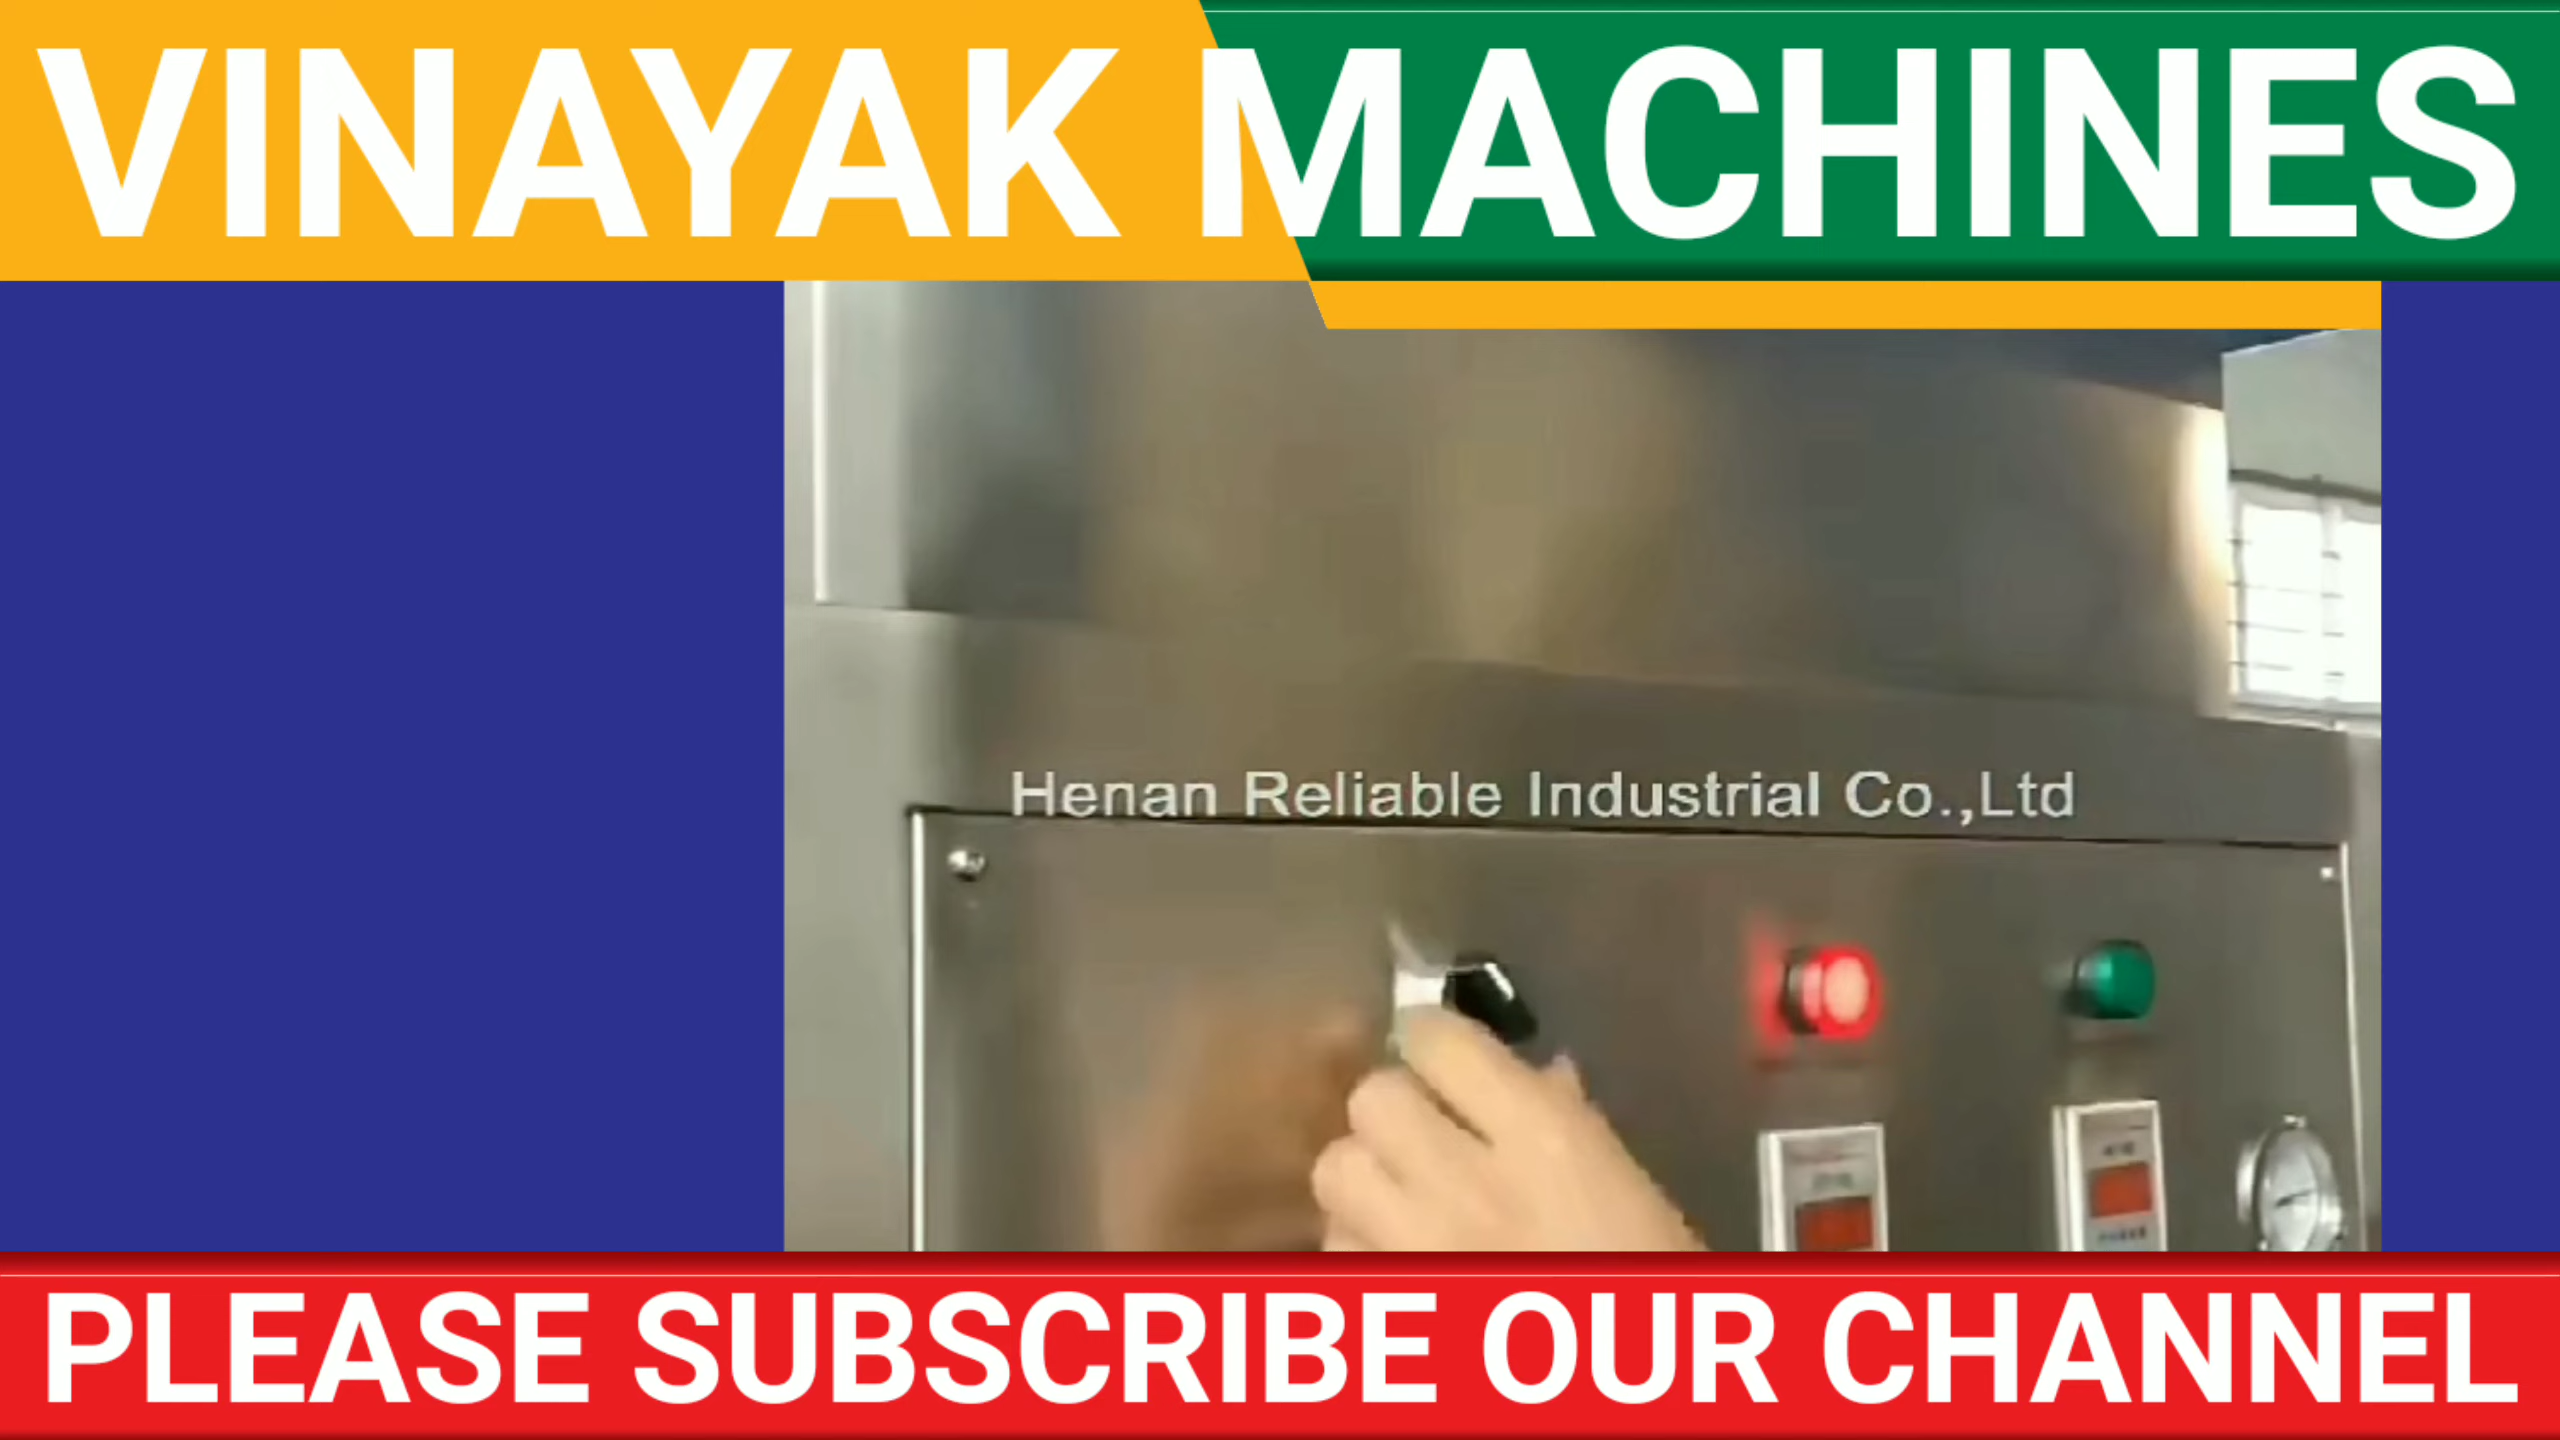 VINAYAK MACHINES
Henan Reliable Industrial Co.,Ltd
PLEASE SUBSCRIBE OUR CHANNEL